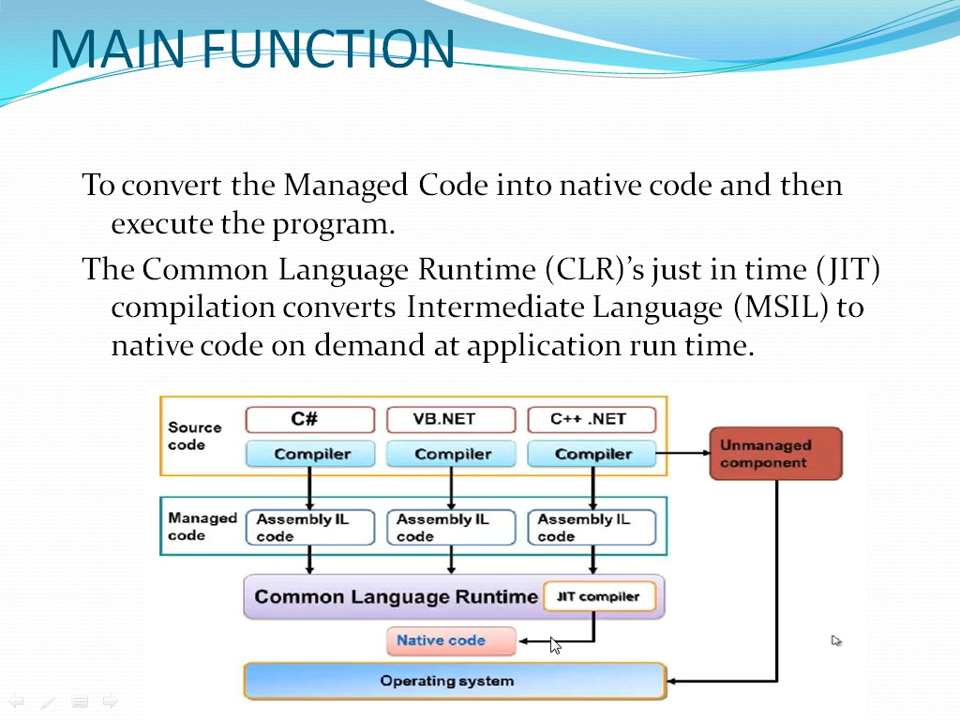 MAIN FUNCTION
To convert the Managed Code into native code and then
execute the program.
The Common Language Runtime (CLR)’s just in time (JIT)
compilation converts Intermediate Language (MSIL) to
native code on demand at application run time.
Source
code
C#
VB.NET
C++ .NET
Compiler
Compiler
Compiler
Unmanaged
component
Managed
code
Assembly IL
code
Assembly IL
code
Assembly IL
code
Common Language Runtime
JIT compiler
Native code
Operating system